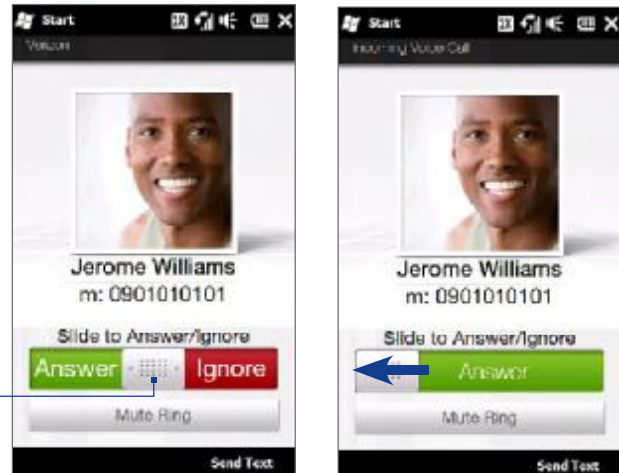 Start
Verizon
Jerome Williams
m: 0901010101
Slide to Answer/Ignore
Answer
Ignore
Mute Ring
Send Text
Start
Incoming Voice Call
Jerome Williams
m: 0901010101
Slide to Answer/Ignore
Answer
Mute Ring
Send Text